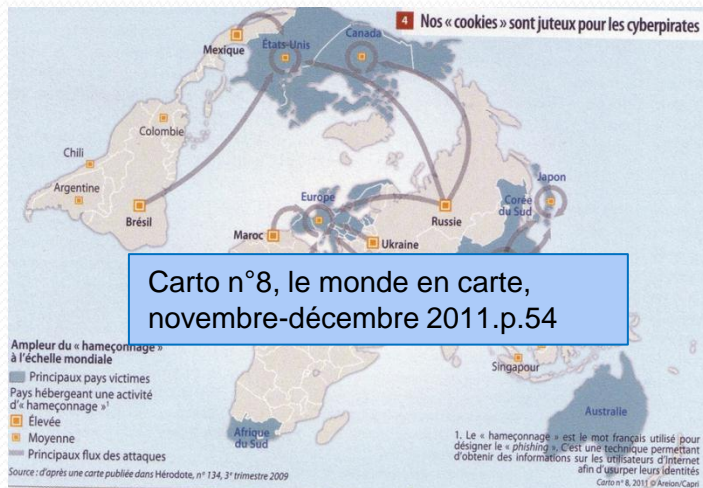 4 Nos « cookies » sont juteux pour les cyberpirates
Mexique
États-Unis
Canada
Colombie
Chili
Argentine
Brésil
Europe
Maroc
Ukraine
Russie
Japon
Corée
du Sud
Carto n°8, le monde en carte,
novembre-décembre 2011.p.54
Singapour
Australie
Afrique
du Sud
Ampleur du « hameçonnage »
à l'échelle mondiale
Principaux pays victimes
Pays hébergeant une activité
d'« hameçonnage »¹
Élevée
Moyenne
Principaux flux des attaques
Source : d'après une carte publiée dans Hérodote, n° 134, 3e trimestre 2009
1. Le « hameçonnage » est le mot français utilisé pour
désigner le « phishing ». C'est une technique permettant
d'obtenir des informations sur les utilisateurs d'Internet
afin d'usurper leurs identités
Carto n° 8, 2011 © Areion/Capri